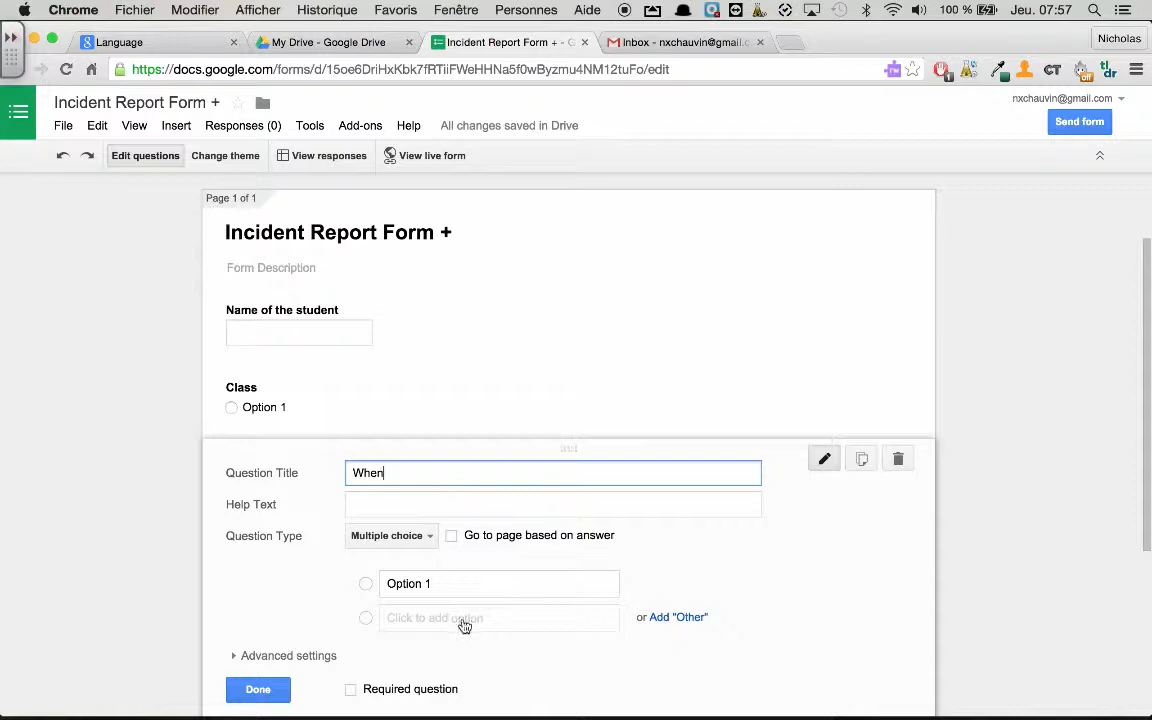 Chrome Fichier Modifier Afficher Historique Favoris Fenêtre Personnes Aide 100 % Jeu. 07:57
Language My Drive - Google Drive Incident Report Form + - G Inbox - nxchauvin@gmail.c Nicholas
https://docs.google.com/forms/d/15oe6DriHxKbk7fRTiiFWeHHNa5f0wByzmu4NM12tuFo/edit
Incident Report Form + nxchauvin@gmail.com
File Edit View Insert Responses (0) Tools Add-ons Help All changes saved in Drive Send form
Edit questions Change theme View responses View live form
Page 1 of 1
Incident Report Form +
Form Description
Name of the student
Class
Option 1
Question Title When
Help Text
Question Type Multiple choice Go to page based on answer
Option 1
Click to add option or Add "Other"
Advanced settings
Done Required question